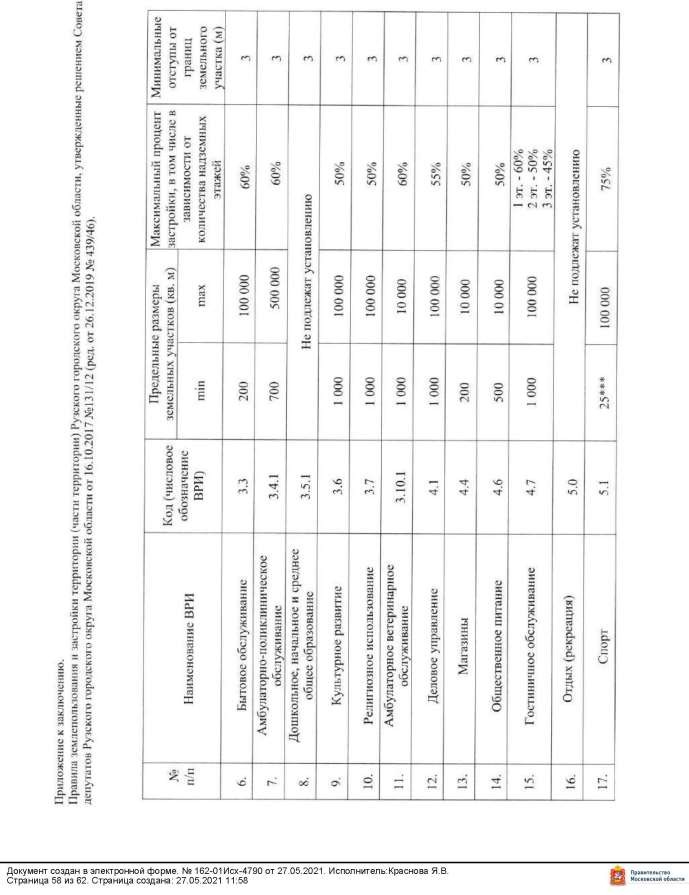 Приложение к заключению.
Правила землепользования и застройки территории (части территории) Рузского городского округа Московской области, утвержденные решением Совета
депутатов Рузского городского округа Московской области от 16.10.2017 №131/12 (ред. от 26.12.2019 № 439/46).
№ п/п | Наименование ВРИ | Код (числовое обозначение ВРИ) | Предельные размеры земельных участков (кв. м) | Максимальный процент застройки, в том числе в зависимости от количества надземных этажей | Минимальные отступы от границ земельного участка (м)
min | max
6. | Бытовое обслуживание | 3.3 | 200 | 100 000 | 60% | 3
7. | Амбулаторно-поликлиническое обслуживание | 3.4.1 | 700 | 500 000 | 60% | 3
8. | Дошкольное, начальное и среднее общее образование | 3.5.1 | Не подлежат установлению | 3
9. | Культурное развитие | 3.6 | 1 000 | 100 000 | 50% | 3
10. | Религиозное использование | 3.7 | 1 000 | 100 000 | 50% | 3
11. | Амбулаторное ветеринарное обслуживание | 3.10.1 | 1 000 | 10 000 | 60% | 3
12. | Деловое управление | 4.1 | 1 000 | 100 000 | 55% | 3
13. | Магазины | 4.4 | 200 | 10 000 | 50% | 3
14. | Общественное питание | 4.6 | 500 | 10 000 | 50% | 3
15. | Гостиничное обслуживание | 4.7 | 1 000 | 100 000 | 1 эт. - 60% 2 эт. - 50% 3 эт. - 45% | 3
16. | Отдых (рекреация) | 5.0 | Не подлежат установлению
17. | Спорт | 5.1 | 25*** | 100 000 | 75% | 3
Документ создан в электронной форме. № 162-01Исх-4790 от 27.05.2021. Исполнитель:Краснова Я.В.
Страница 58 из 62. Страница создана: 27.05.2021 11:58
Правительство
Московской области